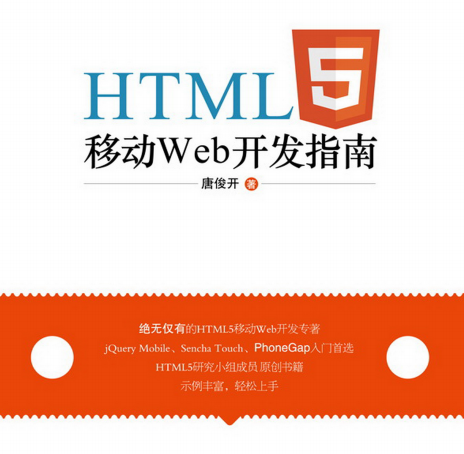 HTML5
移动Web开发指南
唐俊开 著
绝无仅有的HTML5移动Web开发专著
jQuery Mobile、Sencha Touch、PhoneGap入门首选
HTML5研究小组成员 原创书籍
示例丰富，轻松上手